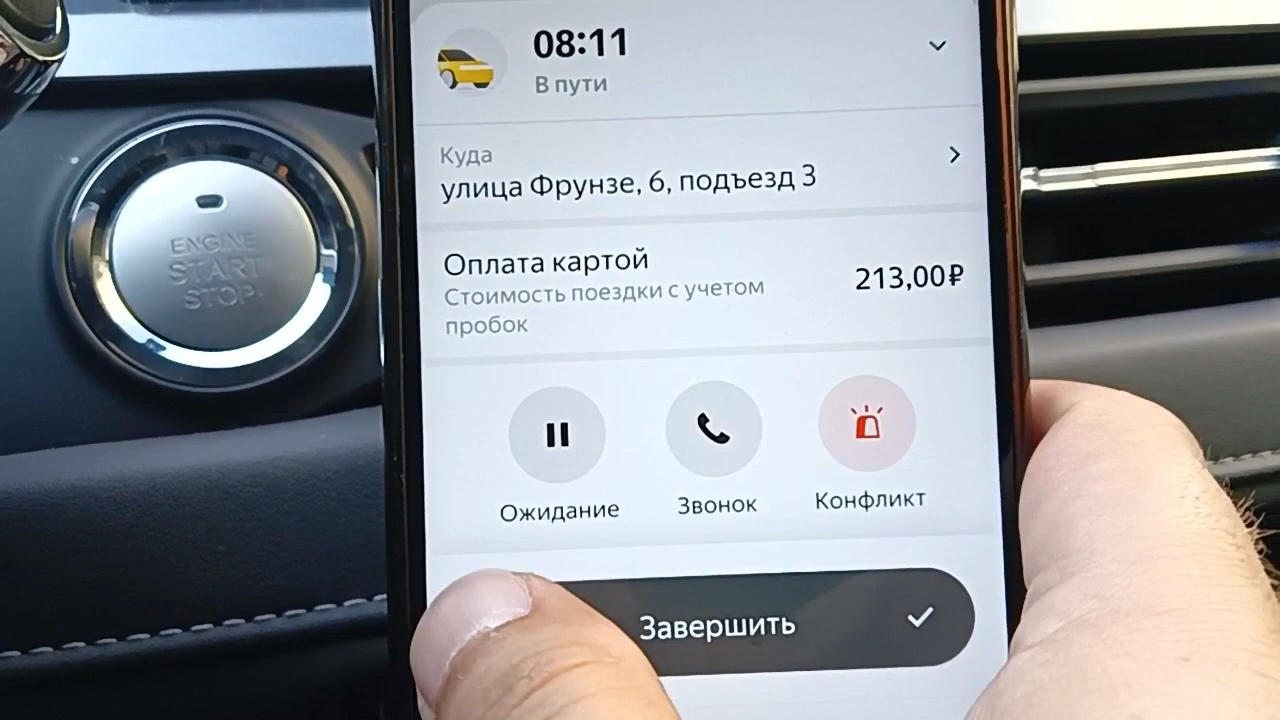 08:11
В пути
Куда
улица Фрунзе, 6, подъезд 3
Оплата картой
213,00₽
Стоимость поездки с учетом
пробок
Ожидание
Звонок
Конфликт
Завершить
ENGINE
START
STOP